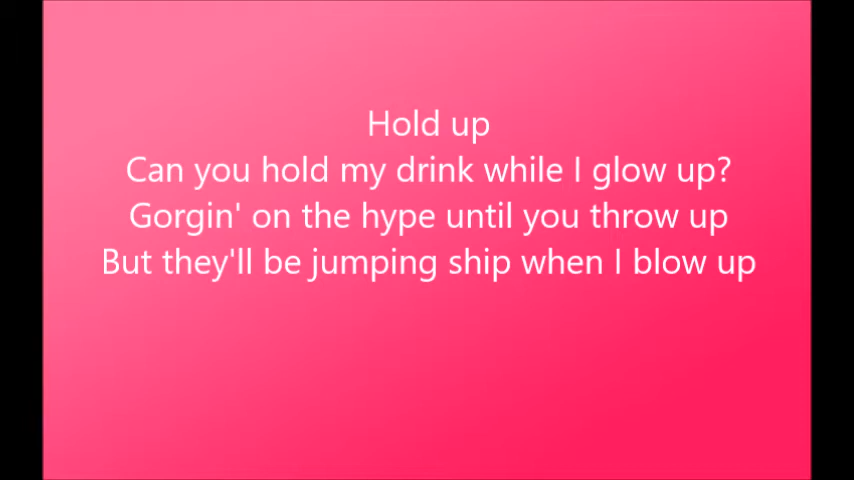 Hold up
Can you hold my drink while I glow up?
Gorgin' on the hype until you throw up
But they'll be jumping ship when I blow up